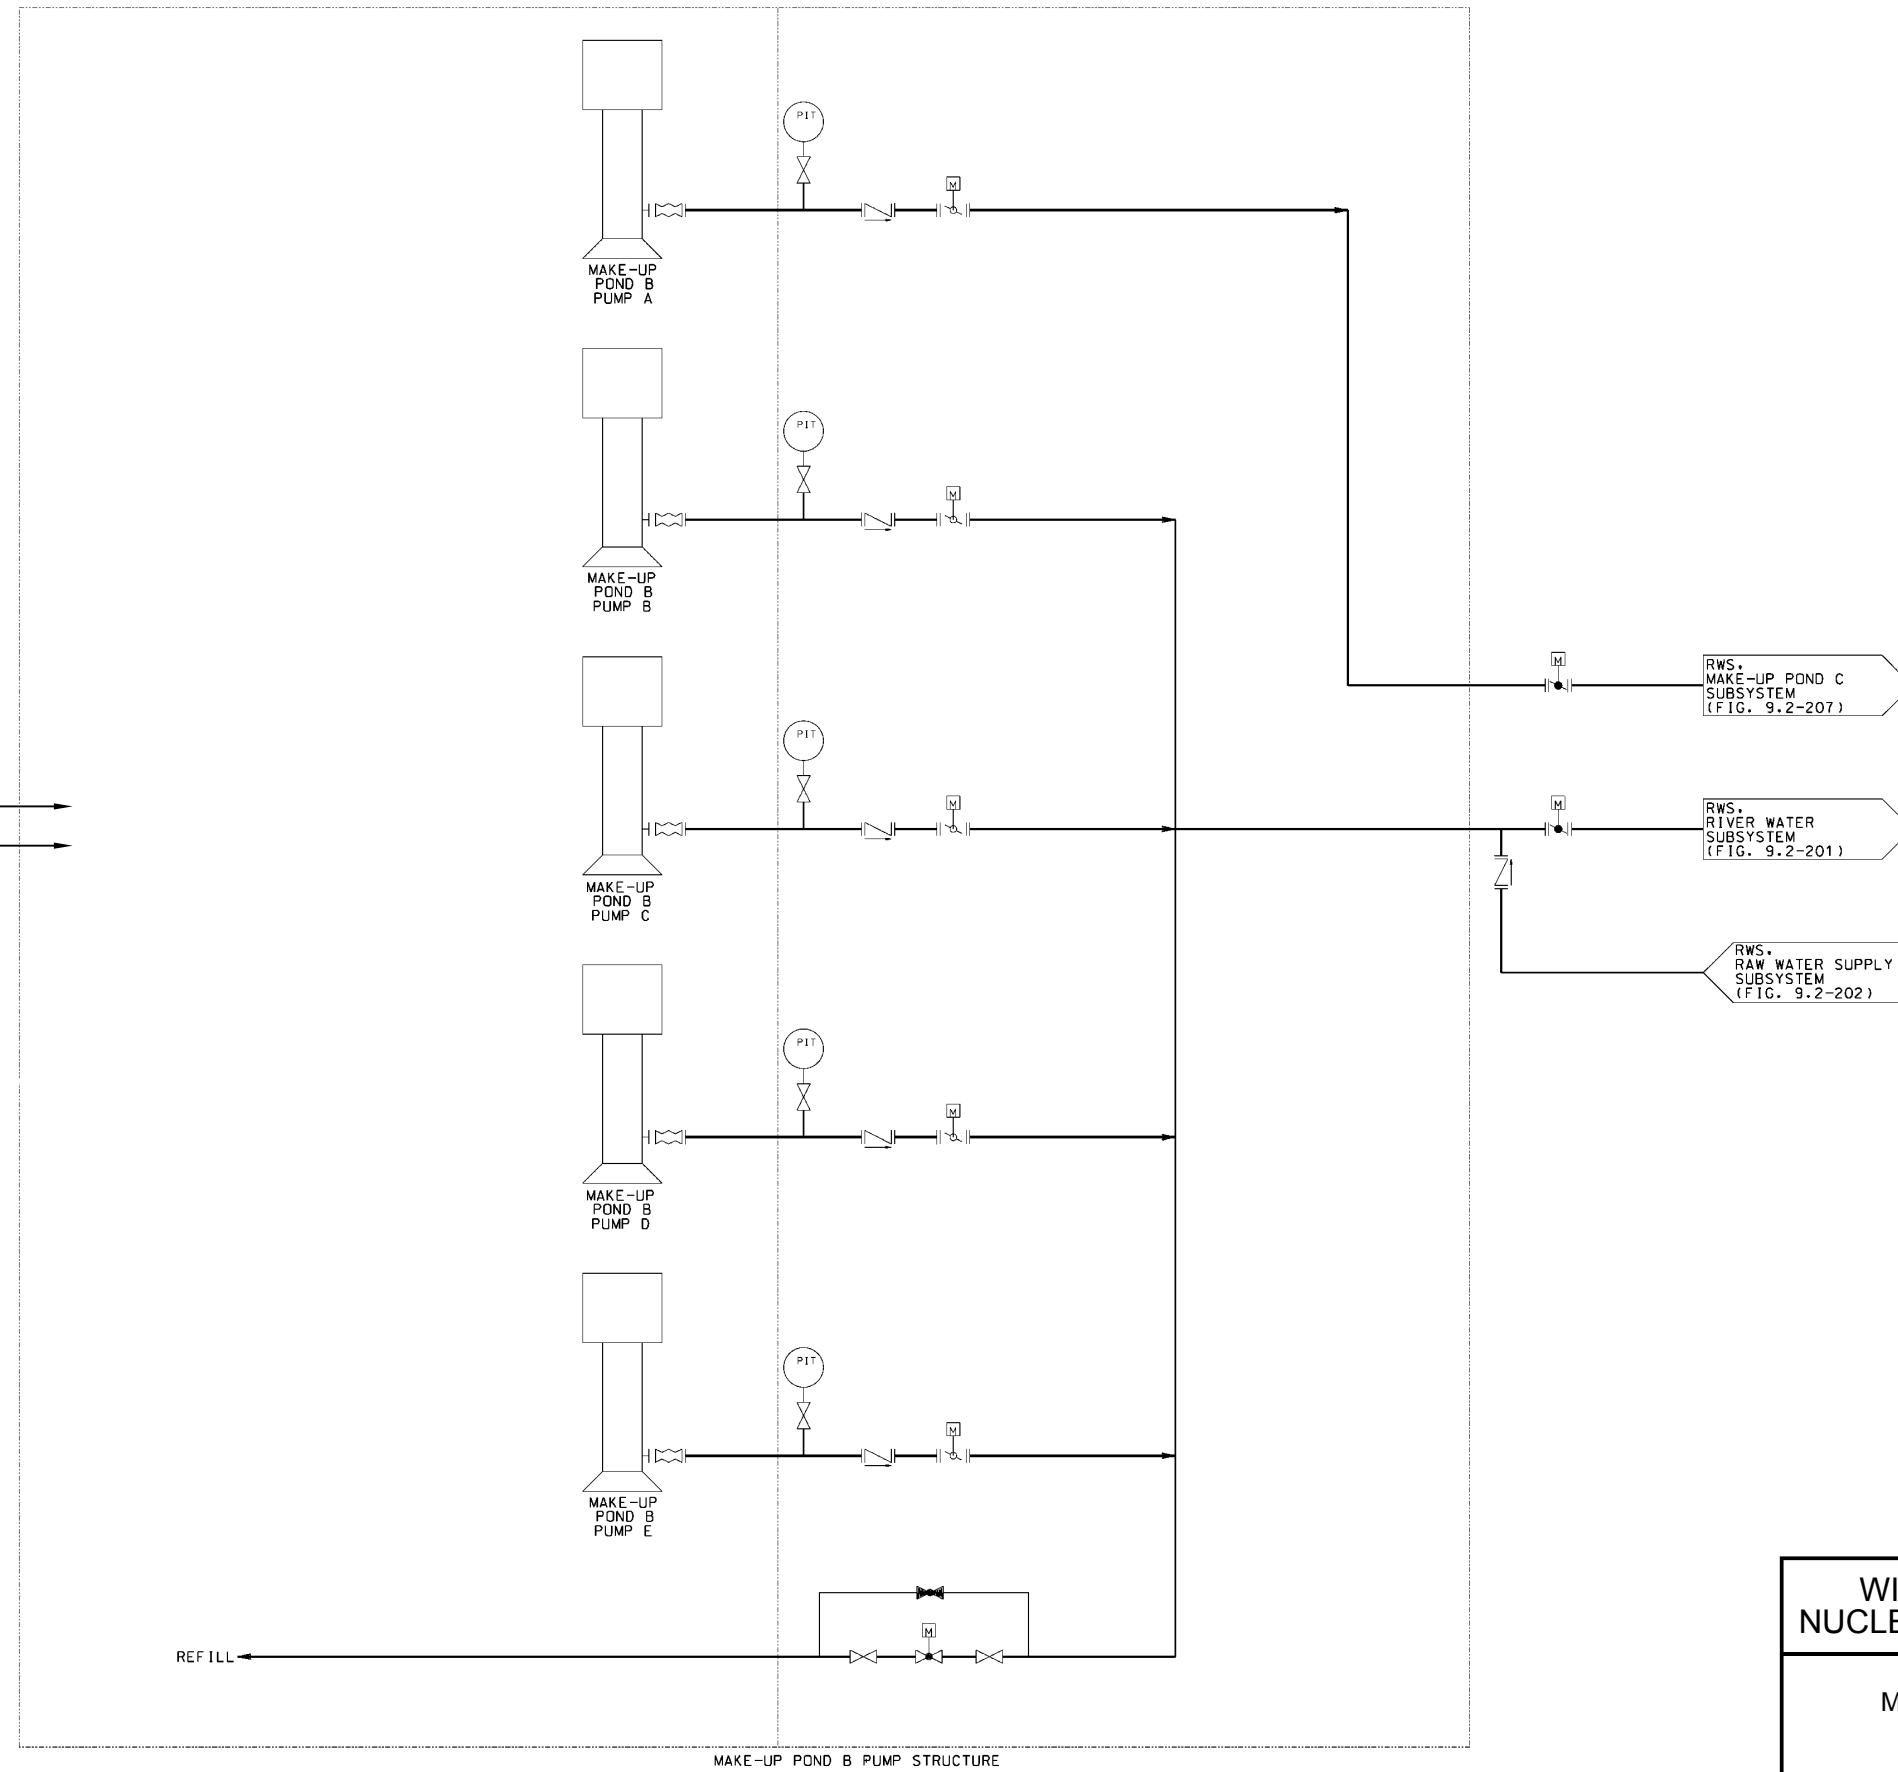 PIT
M
MAKE-UP
POND B
PUMP A
PIT
M
MAKE-UP
POND B
PUMP B
M
RWS.
MAKE-UP POND C
SUBSYSTEM
(FIG. 9.2-207)
PIT
M
M
RWS.
RIVER WATER
SUBSYSTEM
(FIG. 9.2-201)
MAKE-UP
POND B
PUMP C
RWS.
RAW WATER SUPPLY
SUBSYSTEM
(FIG. 9.2-202)
PIT
M
MAKE-UP
POND B
PUMP D
PIT
M
MAKE-UP
POND B
PUMP E
M
REFILL
MAKE-UP POND B PUMP STRUCTURE
WI
NUCLE
M